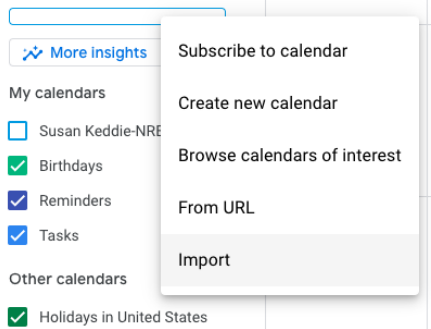 More insights
My calendars
Susan Keddie-NRE
Birthdays
Reminders
Tasks
Other calendars
Holidays in United States
Subscribe to calendar
Create new calendar
Browse calendars of interest
From URL
Import